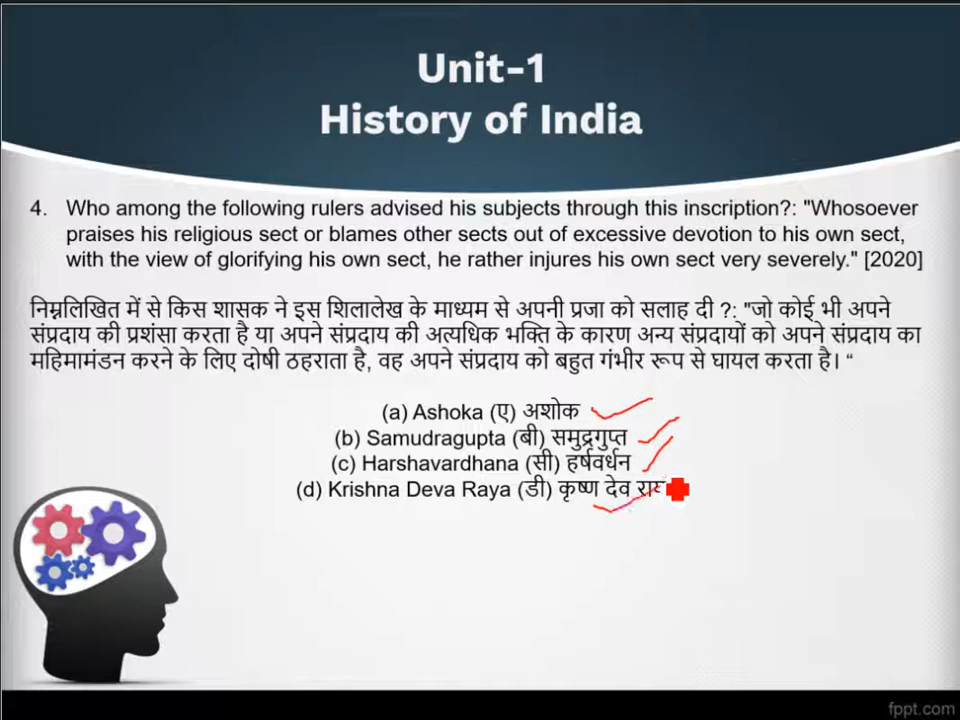 Unit-1
History of India
4. Who among the following rulers advised his subjects through this inscription?: "Whosoever
praises his religious sect or blames other sects out of excessive devotion to his own sect,
with the view of glorifying his own sect, he rather injures his own sect very severely." [2020]
निम्नलिखित में से किस शासक ने इस शिलालेख के माध्यम से अपनी प्रजा को सलाह दी ?: "जो कोई भी अपने
संप्रदाय की प्रशंसा करता है या अपने संप्रदाय की अत्यधिक भक्ति के कारण अन्य संप्रदायों को अपने संप्रदाय का
महिमामंडन करने के लिए दोषी ठहराता है, वह अपने संप्रदाय को बहुत गंभीर रूप से घायल करता है। “
(a) Ashoka (ए) अशोक
(b) Samudragupta (बी) समुद्रगुप्त
(c) Harshavardhana (सी) हर्षवर्धन
(d) Krishna Deva Raya (डी) कृष्ण देव
fppt.com